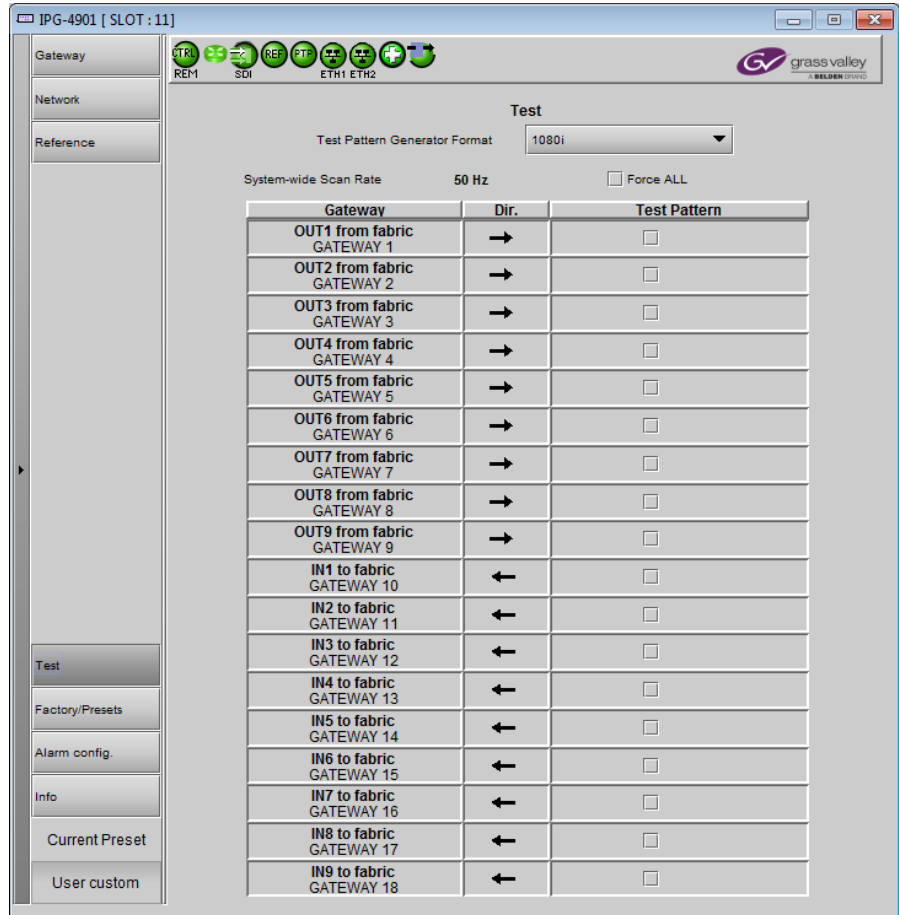 IPG-4901 [ SLOT : 11]
Gateway
Network
Reference
Test
Factory/Presets
Alarm config.
Info
Current Preset
User custom
CTRL REF PTP
REM SDI ETH1 ETH2
GV grass valley
A BELDEN BRAND
Test
Test Pattern Generator Format 1080i
System-wide Scan Rate 50 Hz Force ALL
Gateway Dir. Test Pattern
OUT1 from fabric
GATEWAY 1
OUT2 from fabric
GATEWAY 2
OUT3 from fabric
GATEWAY 3
OUT4 from fabric
GATEWAY 4
OUT5 from fabric
GATEWAY 5
OUT6 from fabric
GATEWAY 6
OUT7 from fabric
GATEWAY 7
OUT8 from fabric
GATEWAY 8
OUT9 from fabric
GATEWAY 9
IN1 to fabric
GATEWAY 10
IN2 to fabric
GATEWAY 11
IN3 to fabric
GATEWAY 12
IN4 to fabric
GATEWAY 13
IN5 to fabric
GATEWAY 14
IN6 to fabric
GATEWAY 15
IN7 to fabric
GATEWAY 16
IN8 to fabric
GATEWAY 17
IN9 to fabric
GATEWAY 18